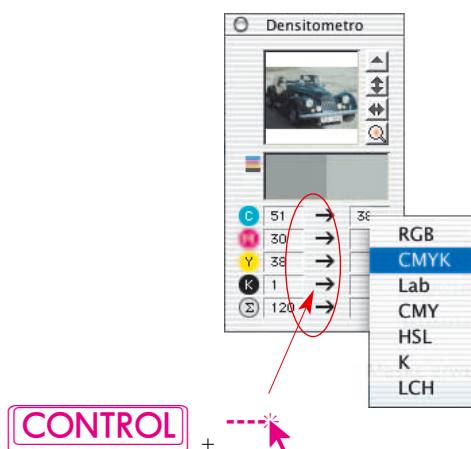 Densitometro
C 51 → 38
M 30 →
Y 38 →
K 1 →
Σ 120 →
RGB
CMYK
Lab
CMY
HSL
K
LCH
CONTROL +